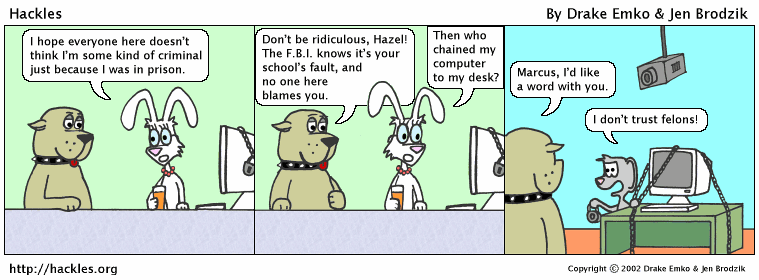 Hackles
By Drake Emko & Jen Brodzik
I hope everyone here doesn't
think I'm some kind of criminal
just because I was in prison.
Don't be ridiculous, Hazel!
The F.B.I. knows it's your
school's fault, and
no one here
blames you.
Then who
chained my
computer
to my desk?
Marcus, I'd like
a word with you.
I don't trust felons!
http://hackles.org
Copyright © 2002 Drake Emko & Jen Brodzik